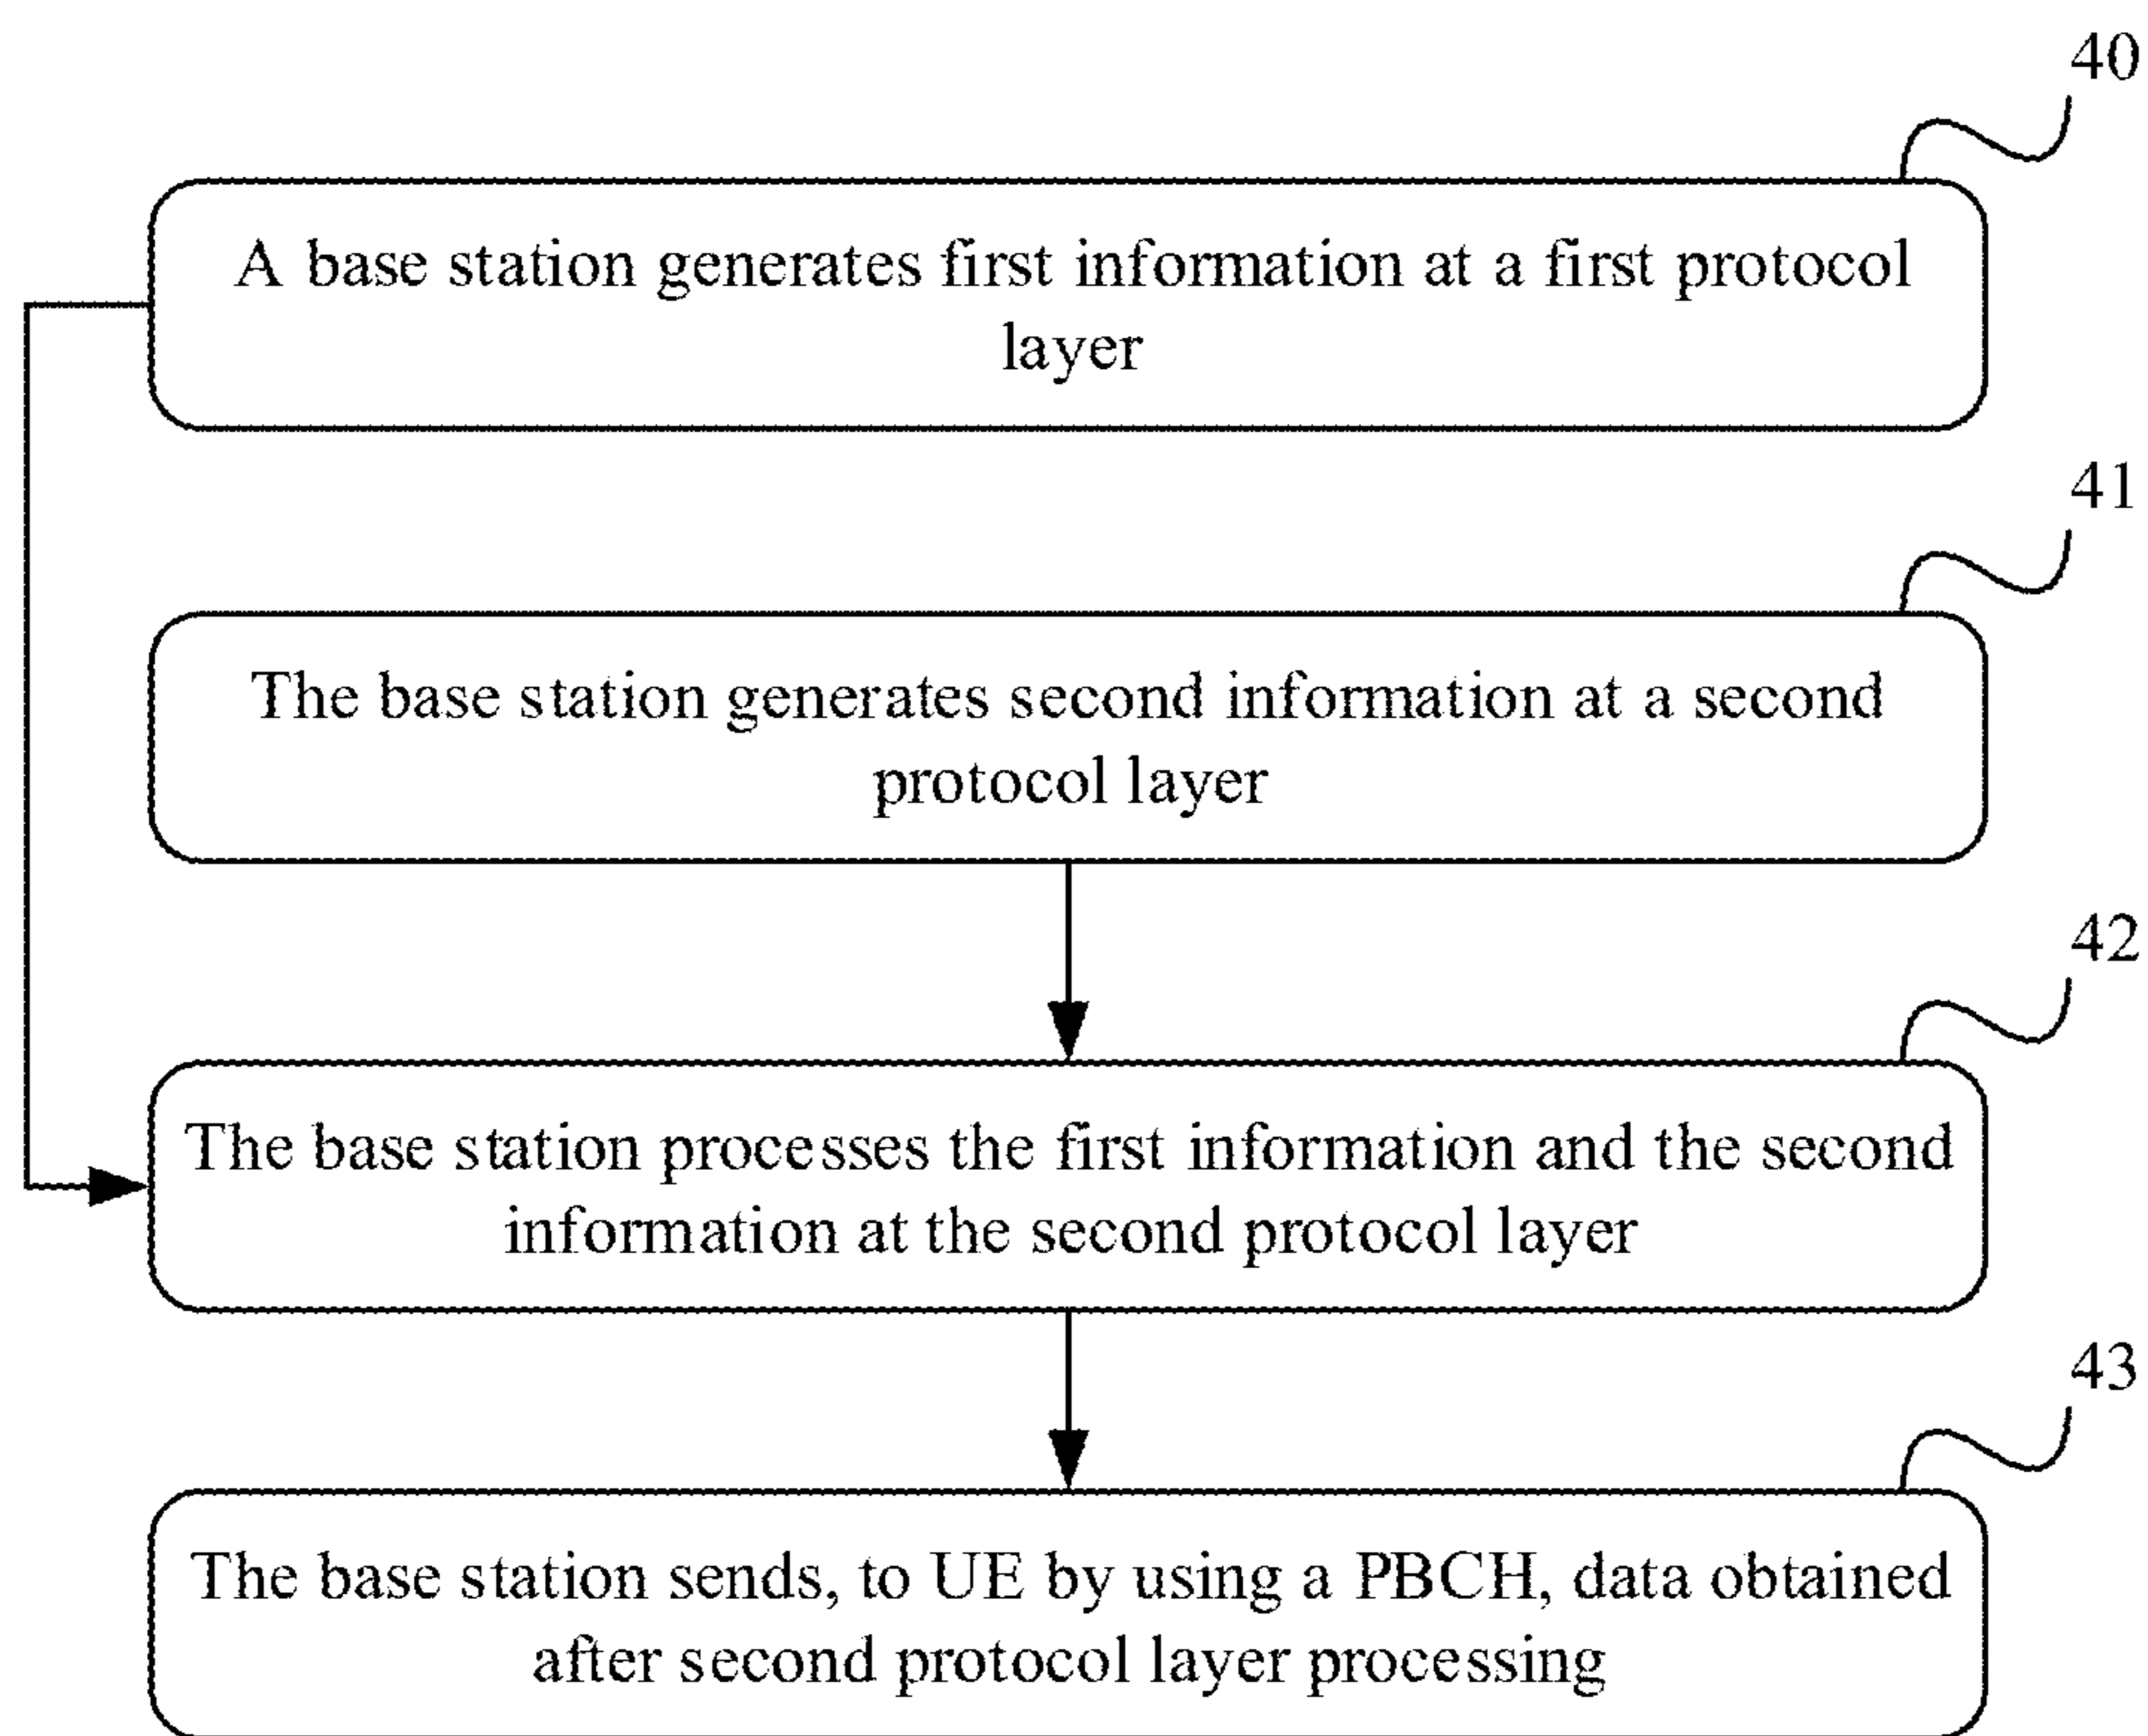 40
A base station generates first information at a first protocol
layer
41
The base station generates second information at a second
protocol layer
42
The base station processes the first information and the second
information at the second protocol layer
43
The base station sends, to UE by using a PBCH, data obtained
after second protocol layer processing